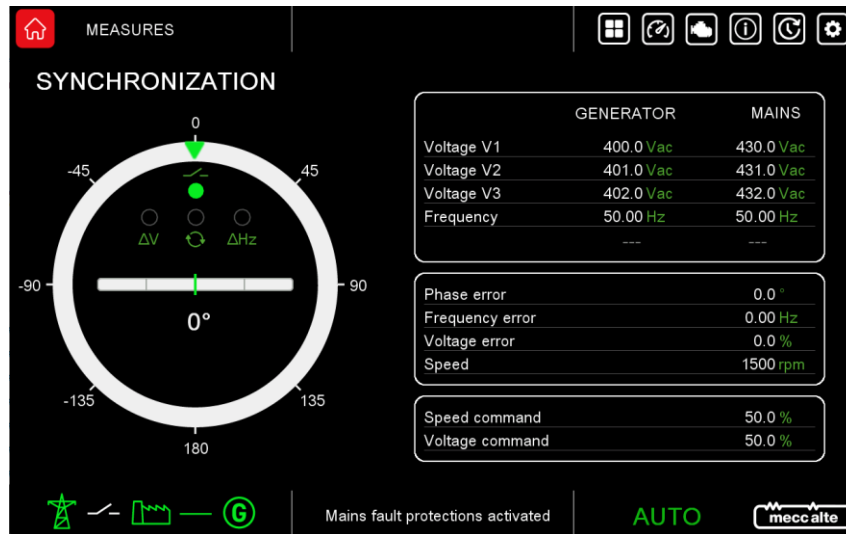 MEASURES
SYNCHRONIZATION
0
-45 45
ΔV ΔHz
-90 90
0°
-135 135
180
GENERATOR MAINS
Voltage V1 400.0 Vac 430.0 Vac
Voltage V2 401.0 Vac 431.0 Vac
Voltage V3 402.0 Vac 432.0 Vac
Frequency 50.00 Hz 50.00 Hz
--- ---
Phase error 0.0 °
Frequency error 0.00 Hz
Voltage error 0.0 %
Speed 1500 rpm
Speed command 50.0 %
Voltage command 50.0 %
G
Mains fault protections activated
AUTO
mecc alte